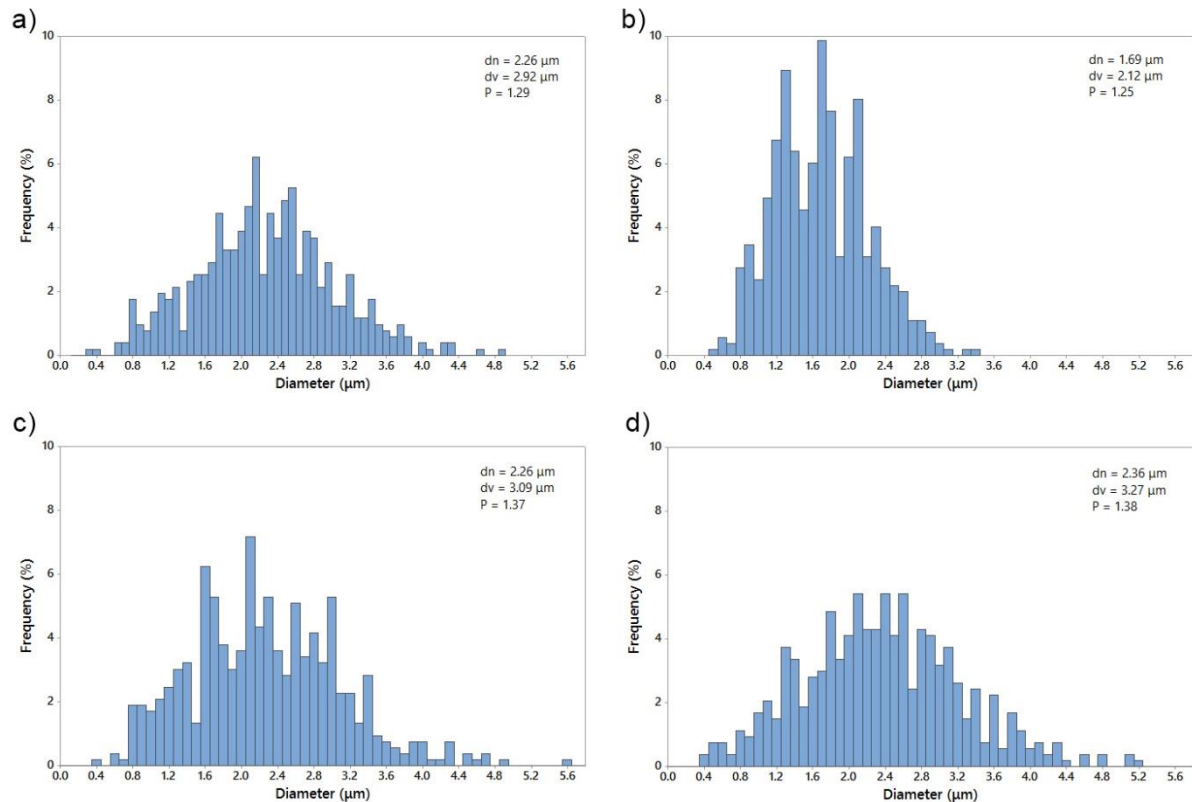 a)
10
8
6
4
2
0
Frequency (%)
dn = 2.26 µm
dv = 2.92 µm
P = 1.29
0.0 0.4 0.8 1.2 1.6 2.0 2.4 2.8 3.2 3.6 4.0 4.4 4.8 5.2 5.6
Diameter (µm)
b)
10
8
6
4
2
0
Frequency (%)
dn = 1.69 µm
dv = 2.12 µm
P = 1.25
0.0 0.4 0.8 1.2 1.6 2.0 2.4 2.8 3.2 3.6 4.0 4.4 4.8 5.2 5.6
Diameter (µm)
c)
10
8
6
4
2
0
Frequency (%)
dn = 2.26 µm
dv = 3.09 µm
P = 1.37
0.0 0.4 0.8 1.2 1.6 2.0 2.4 2.8 3.2 3.6 4.0 4.4 4.8 5.2 5.6
Diameter (µm)
d)
10
8
6
4
2
0
Frequency (%)
dn = 2.36 µm
dv = 3.27 µm
P = 1.38
0.0 0.4 0.8 1.2 1.6 2.0 2.4 2.8 3.2 3.6 4.0 4.4 4.8 5.2 5.6
Diameter (µm)